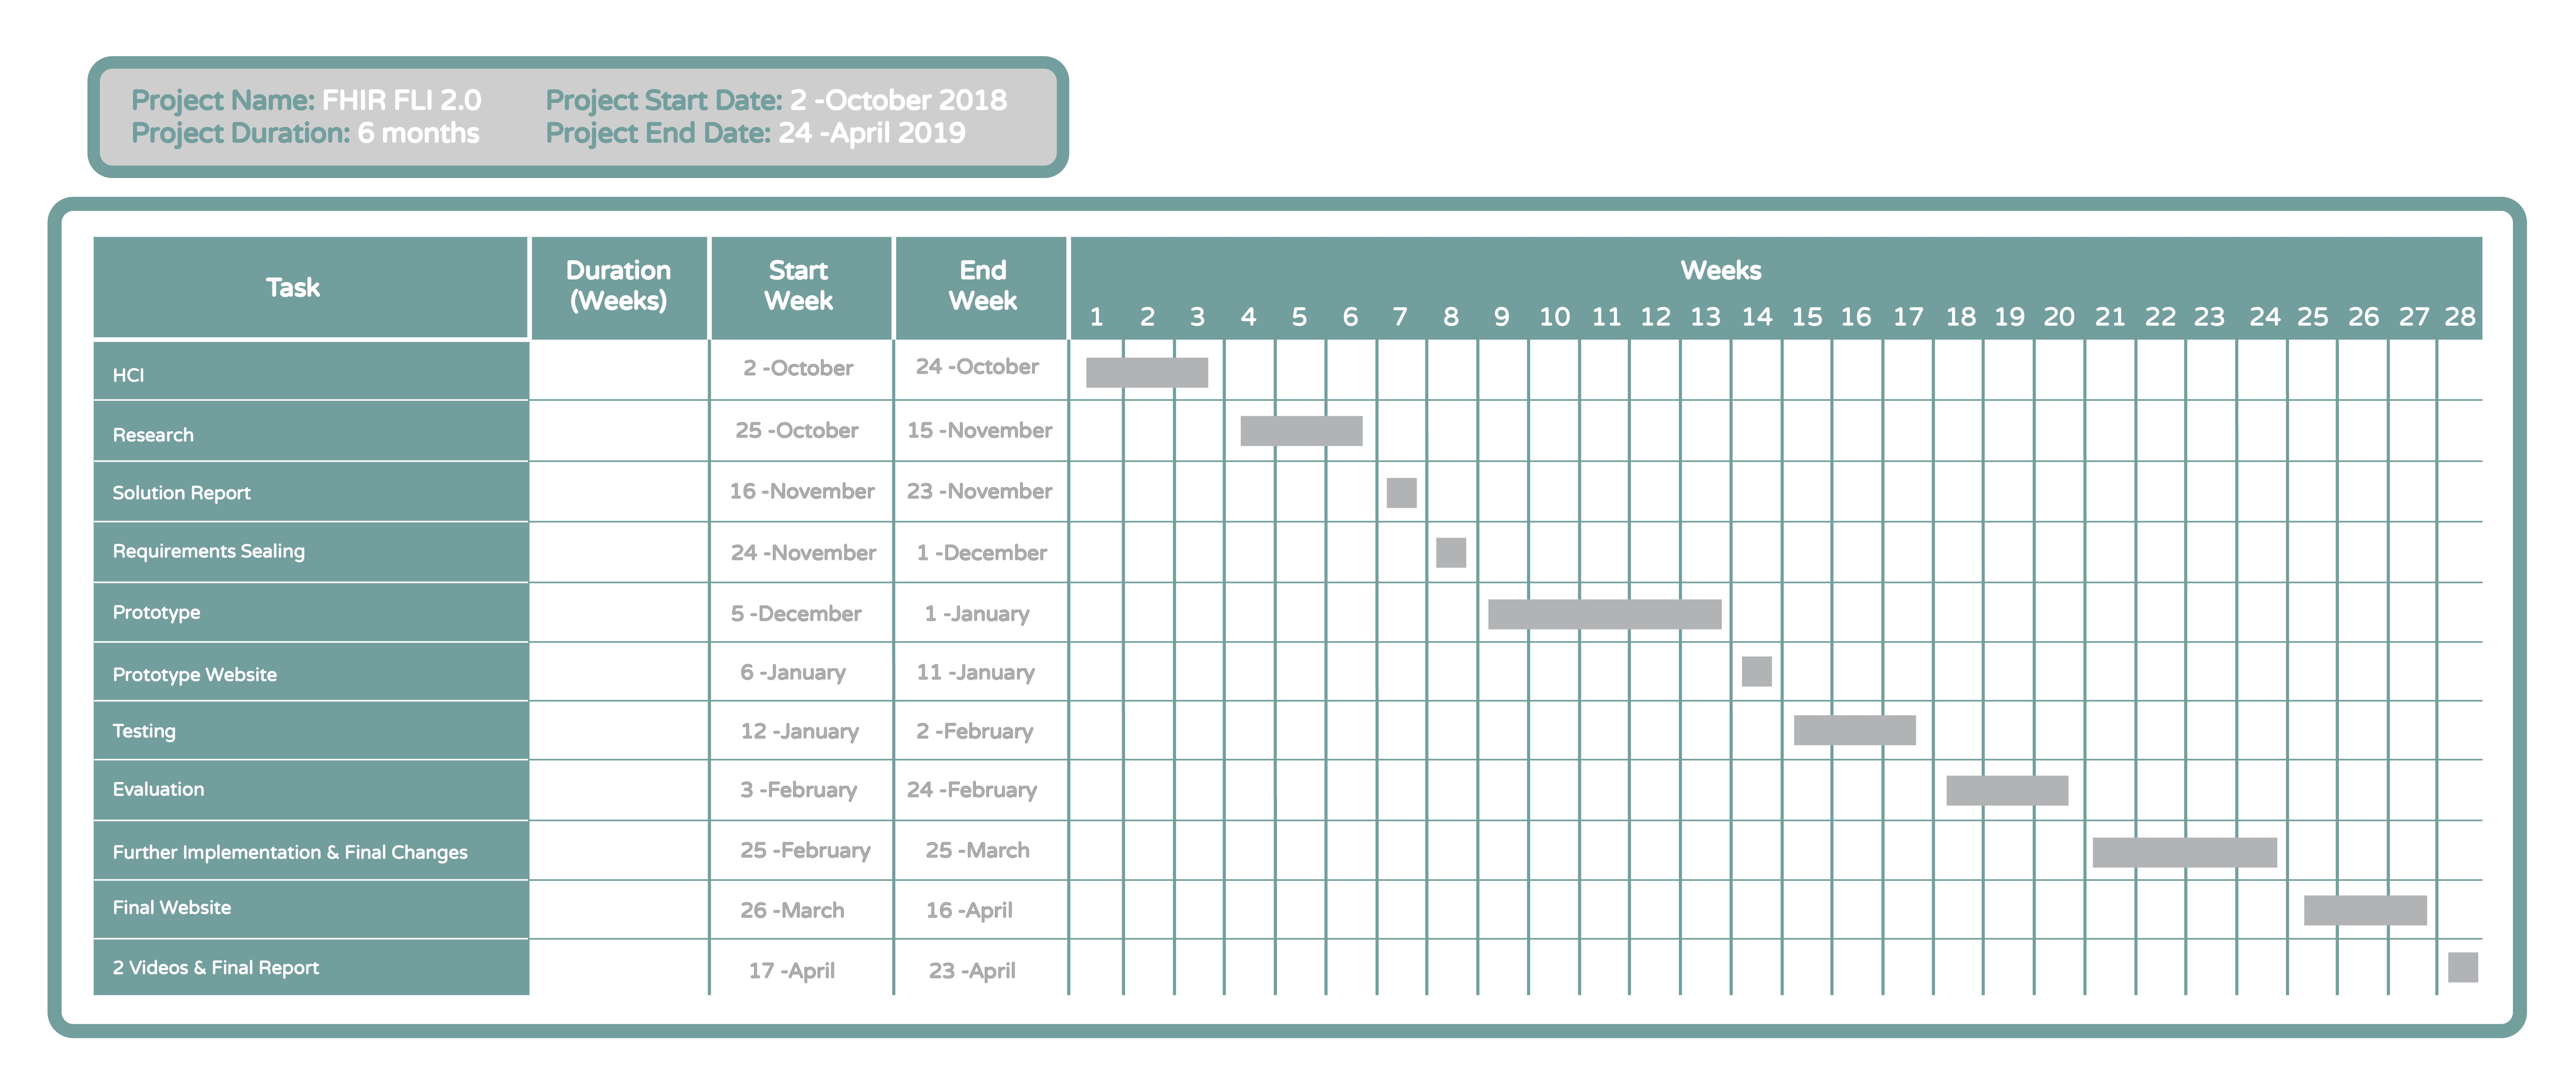 Project Name: FHIR FLI 2.0 Project Start Date: 2 -October 2018
Project Duration: 6 months Project End Date: 24 -April 2019
Task Duration (Weeks) Start Week End Week Weeks
1 2 3 4 5 6 7 8 9 10 11 12 13 14 15 16 17 18 19 20 21 22 23 24 25 26 27 28
HCI 2 -October 24 -October
Research 25 -October 15 -November
Solution Report 16 -November 23 -November
Requirements Sealing 24 -November 1 -December
Prototype 5 -December 1 -January
Prototype Website 6 -January 11 -January
Testing 12 -January 2 -February
Evaluation 3 -February 24 -February
Further Implementation & Final Changes 25 -February 25 -March
Final Website 26 -March 16 -April
2 Videos & Final Report 17 -April 23 -April